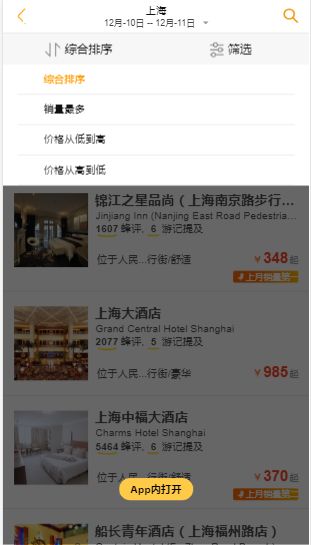 上海
12月-10日 -- 12月-11日
综合排序
筛选
综合排序
销量最多
价格从低到高
价格从高到低
锦江之星品尚（上海南京路步行…
Jinjiang Inn (Nanjing East Road Pedestria...
1607 蜂评, 6 游记提及
位于人民...行街/舒适
￥348起
上月销量第一
上海大酒店
Grand Central Hotel Shanghai
2077 蜂评, 5 游记提及
位于人民...行街/豪华
￥985起
上海中福大酒店
Charms Hotel Shanghai
5464 蜂评, 6 游记提及
位于人民...行街/舒适
￥370起
App内打开
上月销量第一
船长青年酒店（上海福州路店）